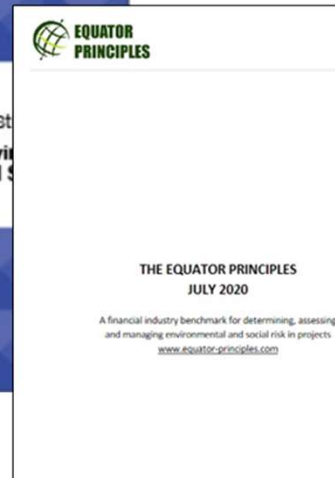 EQUATOR
PRINCIPLES
THE EQUATOR PRINCIPLES
JULY 2020
A financial industry benchmark for determining, assessing
and managing environmental and social risk in projects
www.equator-principles.com